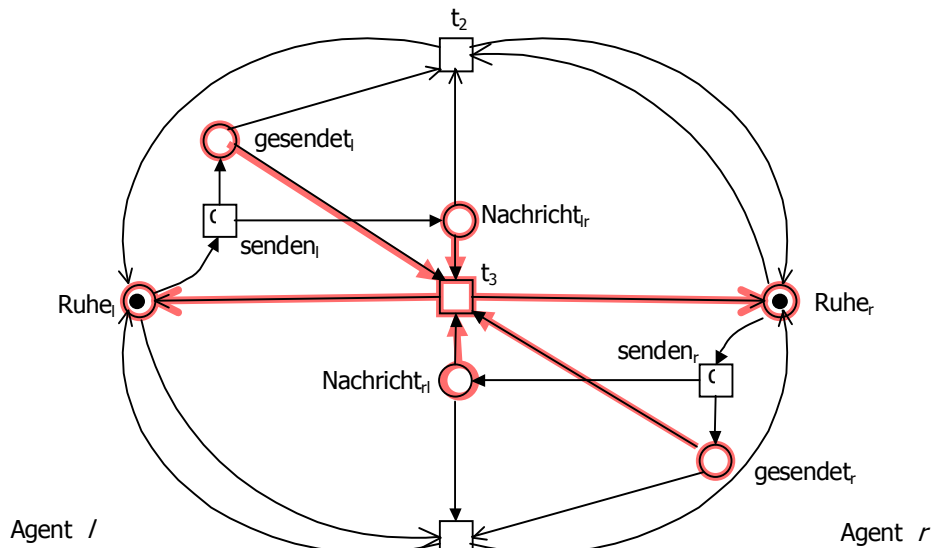 t₂
gesendetₗ
Nachrichtₗᵣ
sendenₗ
t₃
Ruheₗ
Ruheᵣ
sendenᵣ
Nachrichtᵣₗ
gesendetᵣ
Agent l
Agent r